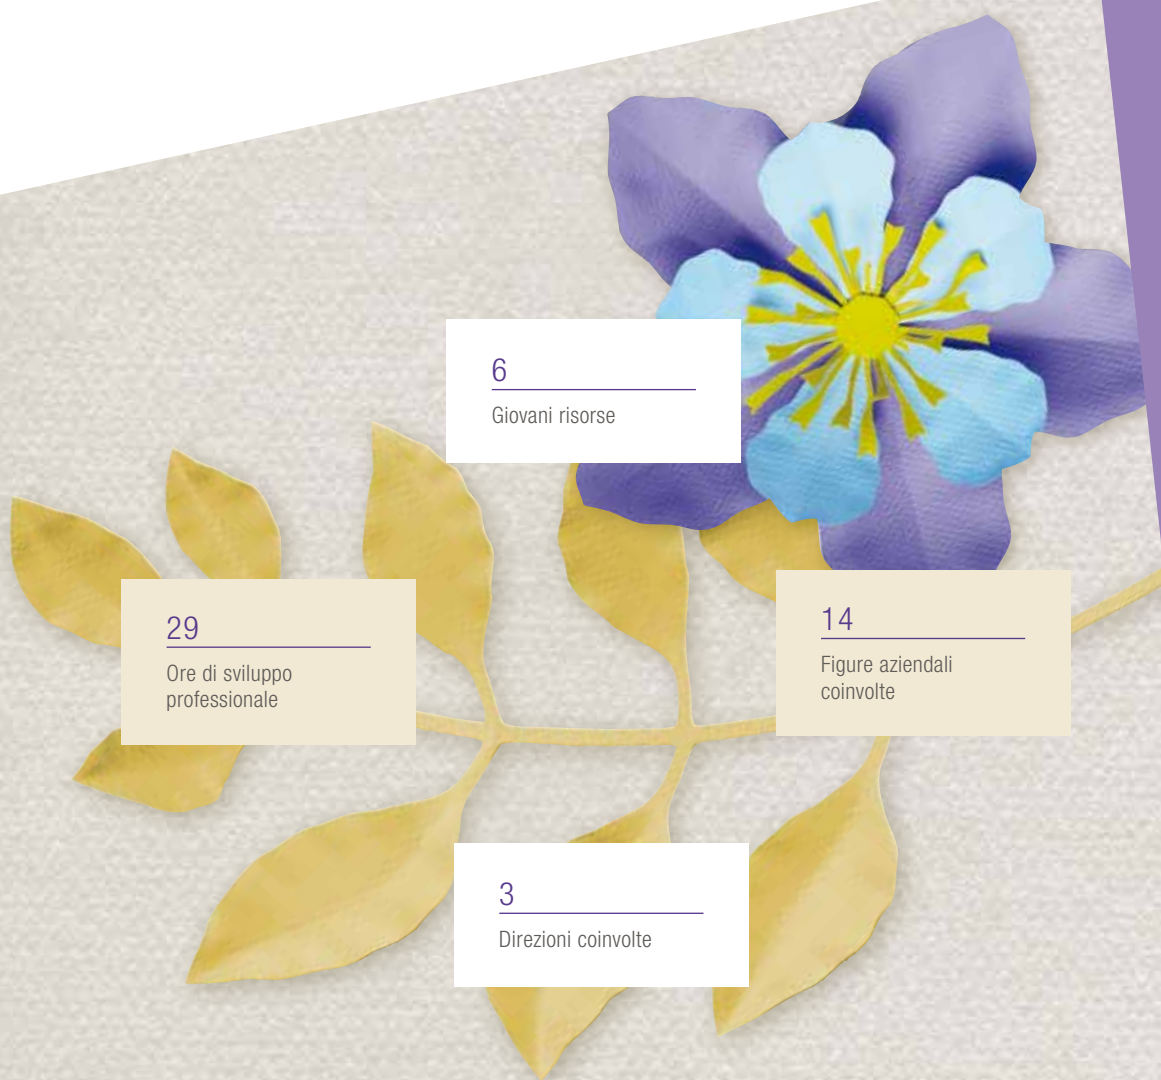 6
Giovani risorse
29
Ore di sviluppo
professionale
14
Figure aziendali
coinvolte
3
Direzioni coinvolte